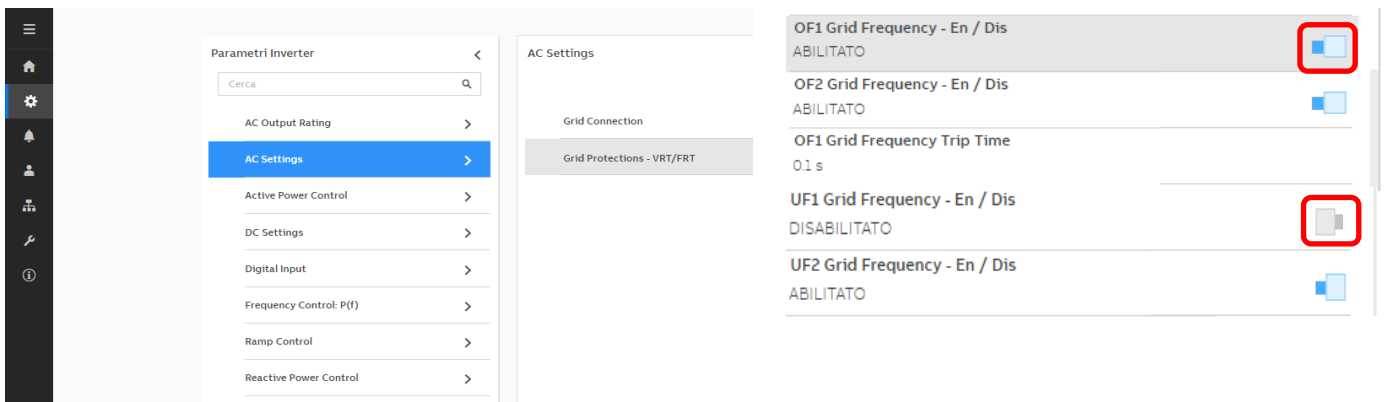 Parametri Inverter
Cerca
AC Output Rating
AC Settings
Active Power Control
DC Settings
Digital Input
Frequency Control: P(f)
Ramp Control
Reactive Power Control
AC Settings
Grid Connection
Grid Protections - VRT/FRT
OF1 Grid Frequency - En / Dis
ABILITATO
OF2 Grid Frequency - En / Dis
ABILITATO
OF1 Grid Frequency Trip Time
0.1 s
UF1 Grid Frequency - En / Dis
DISABILITATO
UF2 Grid Frequency - En / Dis
ABILITATO